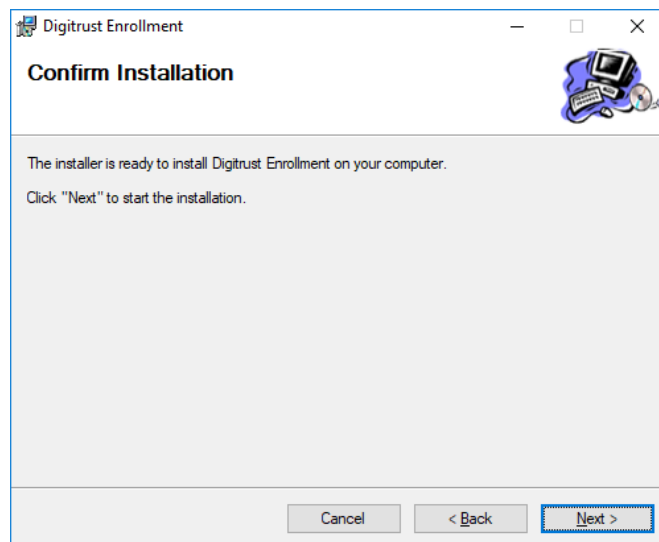 Digitrust Enrollment
Confirm Installation
The installer is ready to install Digitrust Enrollment on your computer.
Click "Next" to start the installation.
Cancel
< Back
Next >